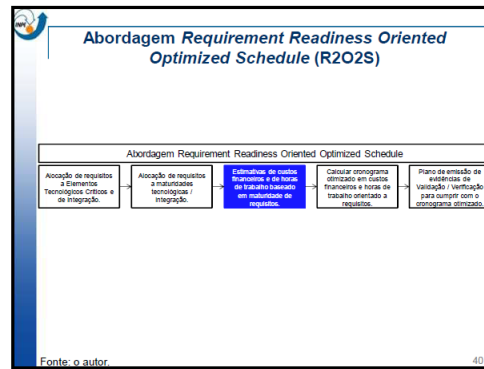 INPE
Abordagem Requirement Readiness Oriented
Optimized Schedule (R2O2S)
Abordagem Requirement Readiness Oriented Optimized Schedule
Alocação de requisitos
a Elementos
Tecnológicos Críticos e
de Integração.
Alocação de requisitos
a maturidades
tecnológicas /
Integração.
Estimativas de custos
financeiros e de horas
de trabalho baseado
em maturidade de
requisitos.
Calcular cronograma
otimizado em custos
financeiros e horas de
trabalho orientado a
requisitos.
Plano de emissão de
evidências de
Validação / Verificação
para cumprir com o
cronograma otimizado.
Fonte: o autor.
40